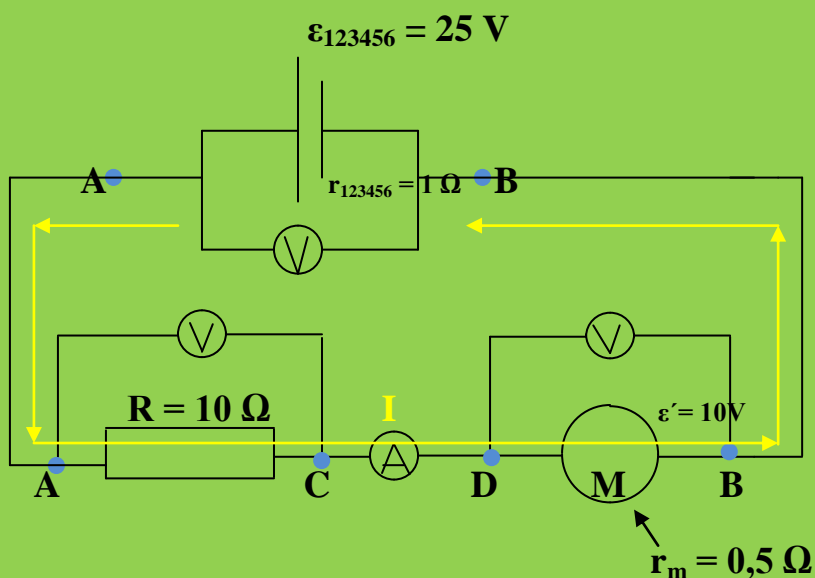 ε123456 = 25 V
A
r123456 = 1 Ω
B
V
V
V
R = 10 Ω
I
ε´= 10V
A
A
C
D
M
B
rm = 0,5 Ω